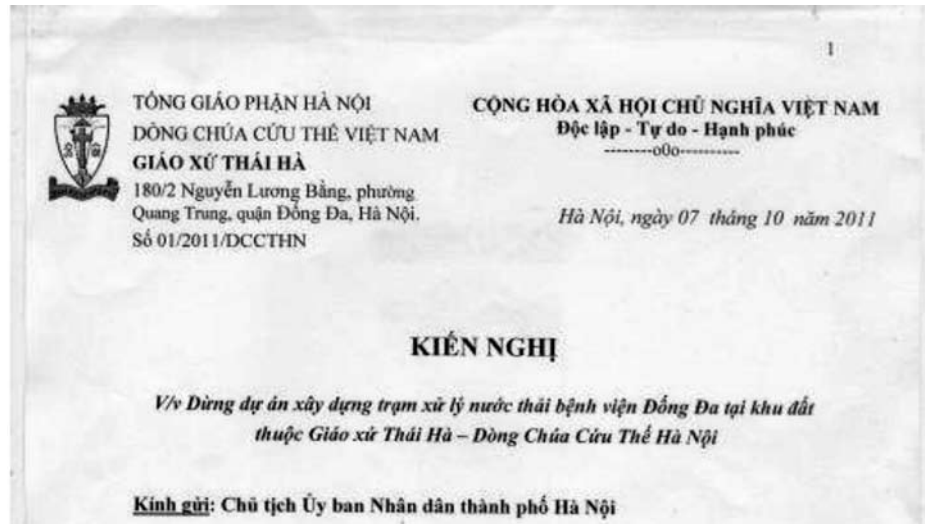 1
TỔNG GIÁO PHẬN HÀ NỘI
DÒNG CHÚA CỨU THẾ VIỆT NAM
GIÁO XỨ THÁI HÀ
180/2 Nguyễn Lương Bằng, phường
Quang Trung, quận Đống Đa, Hà Nội.
Số 01/2011/DCCTHN
CỘNG HÒA XÃ HỘI CHỦ NGHĨA VIỆT NAM
Độc lập - Tự do - Hạnh phúc
--------o0o----------
Hà Nội, ngày 07 tháng 10 năm 2011
KIẾN NGHỊ
V/v Dừng dự án xây dựng trạm xử lý nước thải bệnh viện Đống Đa tại khu đất
thuộc Giáo xứ Thái Hà – Dòng Chúa Cứu Thế Hà Nội
Kính gửi: Chủ tịch Ủy ban Nhân dân thành phố Hà Nội